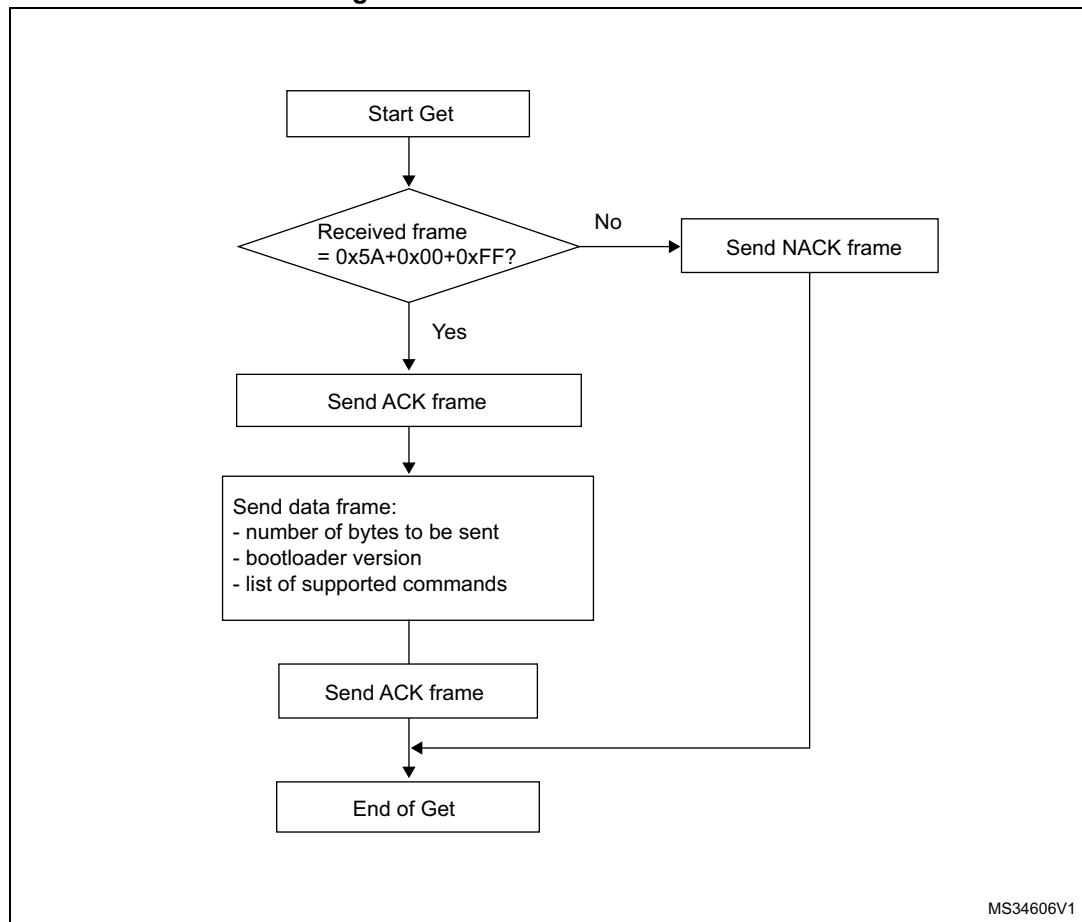 Start Get
Received frame
= 0x5A+0x00+0xFF?
No
Send NACK frame
Yes
Send ACK frame
Send data frame:
- number of bytes to be sent
- bootloader version
- list of supported commands
Send ACK frame
End of Get
MS34606V1